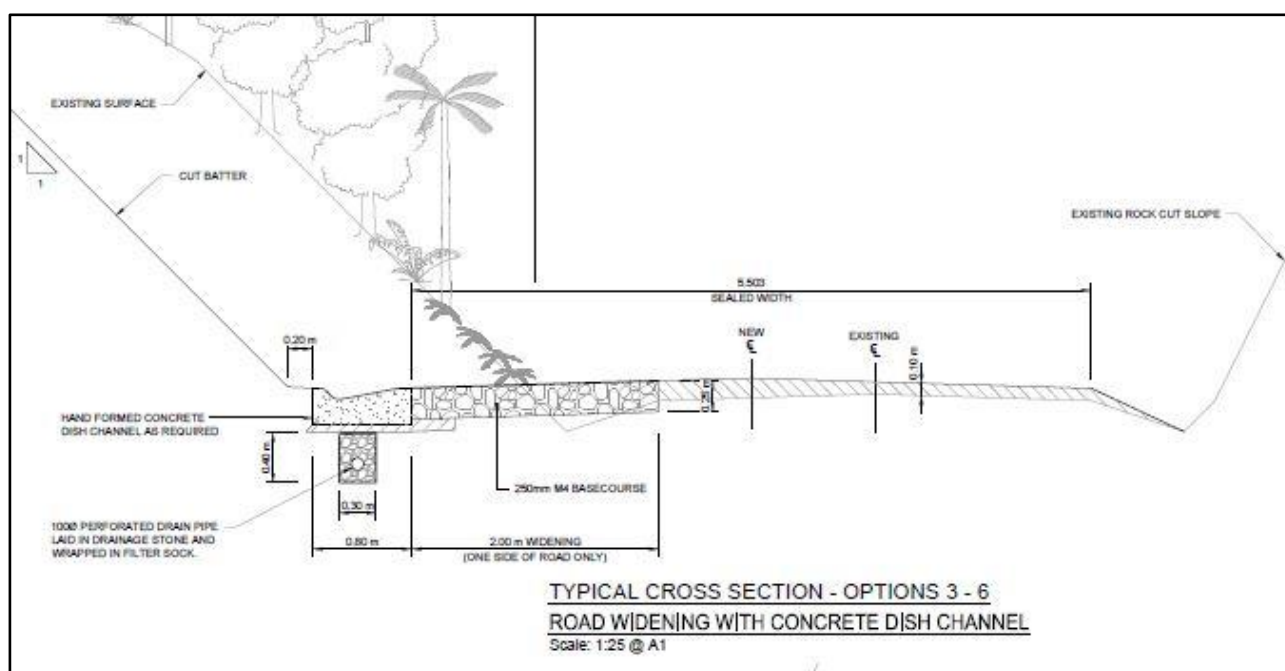 EXISTING SURFACE
1
1
CUT BATTER
EXISTING ROCK CUT SLOPE
5.503
SEALED WIDTH
NEW
EXISTING
0.20 m
0.10 m
0.25 m
HAND FORMED CONCRETE
DISH CHANNEL AS REQUIRED
0.40 m
250mm M4 BASECOURSE
0.30 m
100Ø PERFORATED DRAIN PIPE
LAID IN DRAINAGE STONE AND
WRAPPED IN FILTER SOCK.
0.80 m
2.00 m WIDENING
(ONE SIDE OF ROAD ONLY)
TYPICAL CROSS SECTION - OPTIONS 3 - 6
ROAD WIDENING WITH CONCRETE DISH CHANNEL
Scale: 1:25 @ A1